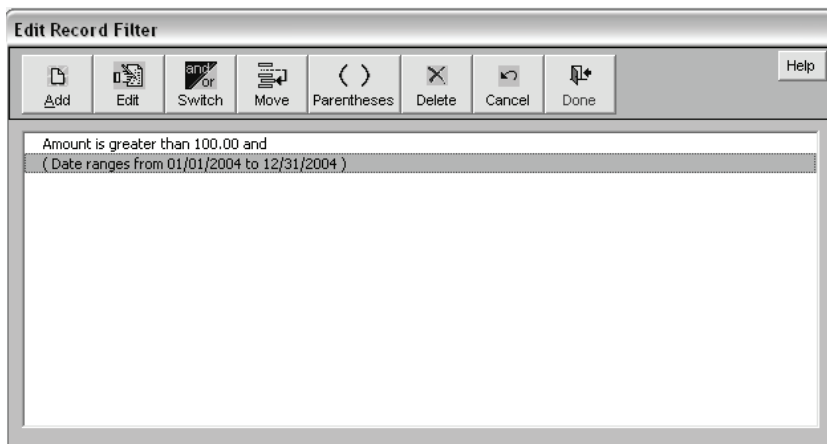 Edit Record Filter
Add
Edit
and/or
Switch
Move
( )
Parentheses
Delete
Cancel
Done
Help
Amount is greater than 100.00 and
( Date ranges from 01/01/2004 to 12/31/2004 )